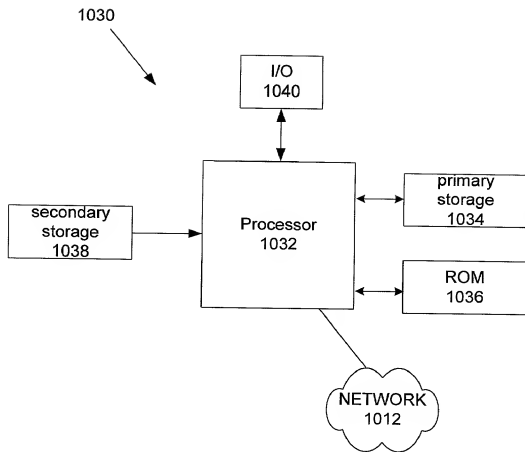 1030
I/O
1040
primary
storage
1034
secondary
storage
1038
Processor
1032
ROM
1036
NETWORK
1012